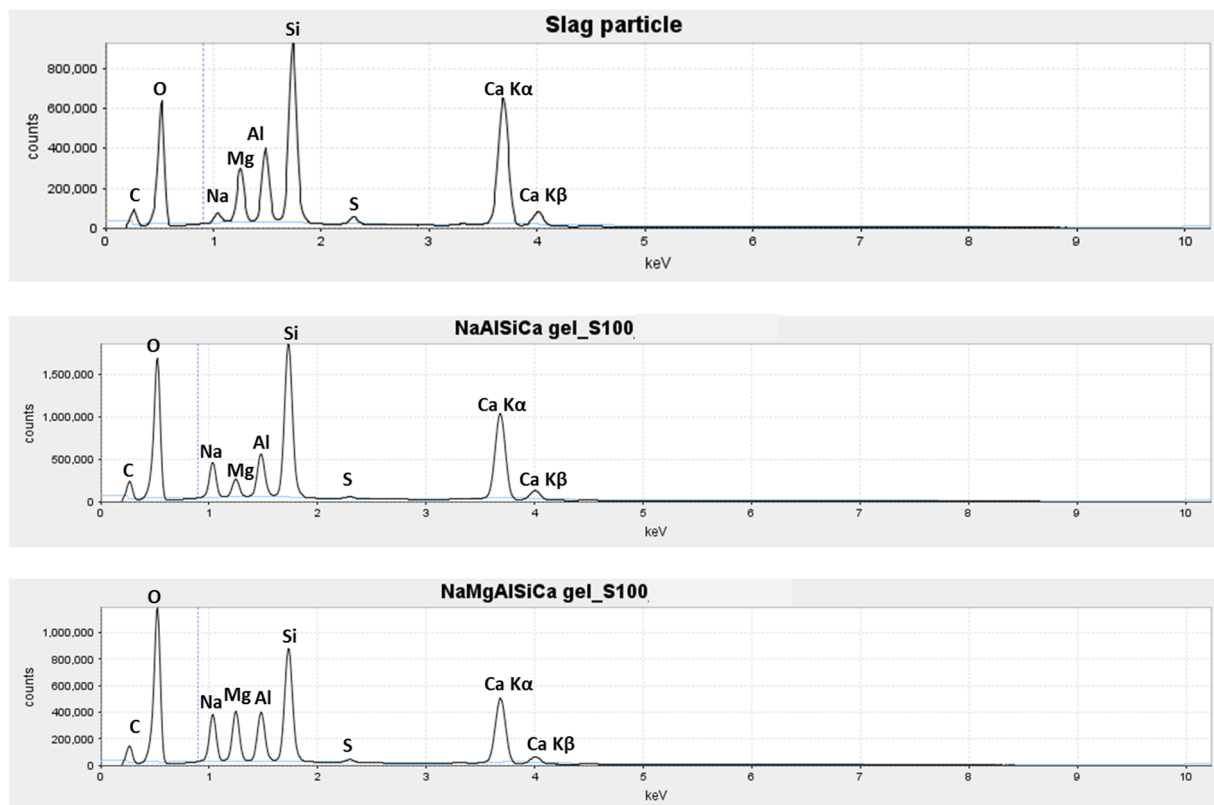 Slag particle
Si
800,000
O
Ca Kα
600,000
Al
400,000
Mg
C
Na
S
Ca Kβ
200,000
0
counts
0 1 2 3 4 5 6 7 8 9 10
keV
NaAlSiCa gel_S100
Si
O
1,500,000
Ca Kα
1,000,000
Na
Al
C
Mg
S
Ca Kβ
500,000
0
counts
0 1 2 3 4 5 6 7 8 9 10
keV
NaMgAlSiCa gel_S100
O
Si
1,000,000
800,000
Ca Kα
600,000
Na
Mg
Al
400,000
C
S
Ca Kβ
200,000
0
counts
0 1 2 3 4 5 6 7 8 9 10
keV